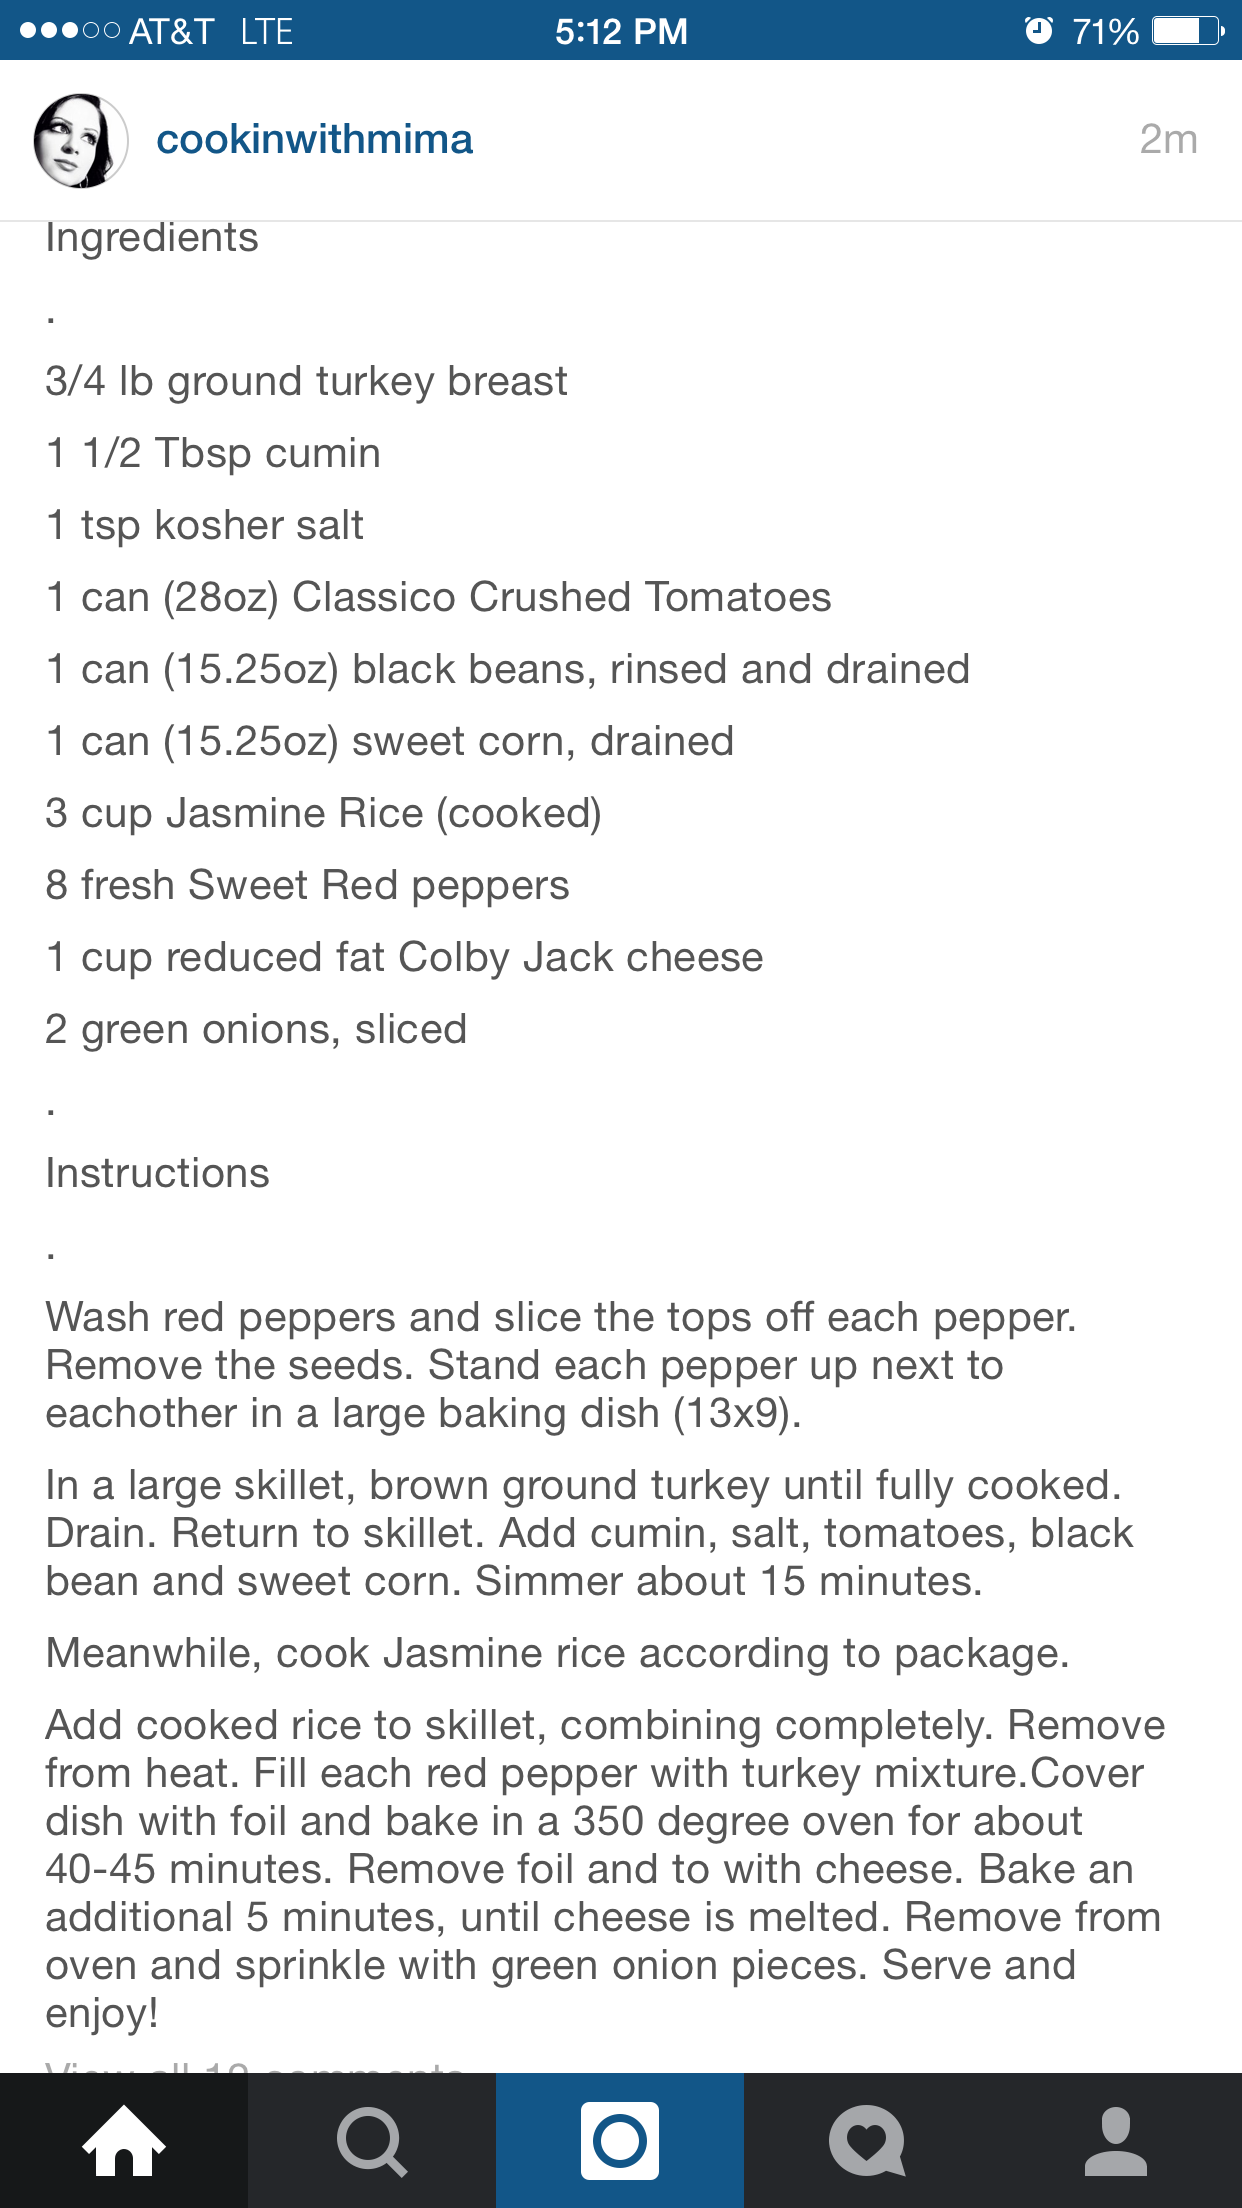 AT&T LTE 5:12 PM 71%
cookinwithmima 2m
Ingredients
.
3/4 lb ground turkey breast
1 1/2 Tbsp cumin
1 tsp kosher salt
1 can (28oz) Classico Crushed Tomatoes
1 can (15.25oz) black beans, rinsed and drained
1 can (15.25oz) sweet corn, drained
3 cup Jasmine Rice (cooked)
8 fresh Sweet Red peppers
1 cup reduced fat Colby Jack cheese
2 green onions, sliced
.
Instructions
.
Wash red peppers and slice the tops off each pepper.
Remove the seeds. Stand each pepper up next to
eachother in a large baking dish (13x9).
In a large skillet, brown ground turkey until fully cooked.
Drain. Return to skillet. Add cumin, salt, tomatoes, black
bean and sweet corn. Simmer about 15 minutes.
Meanwhile, cook Jasmine rice according to package.
Add cooked rice to skillet, combining completely. Remove
from heat. Fill each red pepper with turkey mixture.Cover
dish with foil and bake in a 350 degree oven for about
40-45 minutes. Remove foil and to with cheese. Bake an
additional 5 minutes, until cheese is melted. Remove from
oven and sprinkle with green onion pieces. Serve and
enjoy!
View all comments